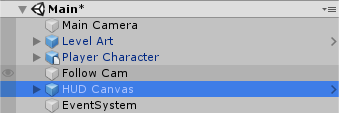 Main*
Main Camera
Level Art
Player Character
Follow Cam
HUD Canvas
EventSystem